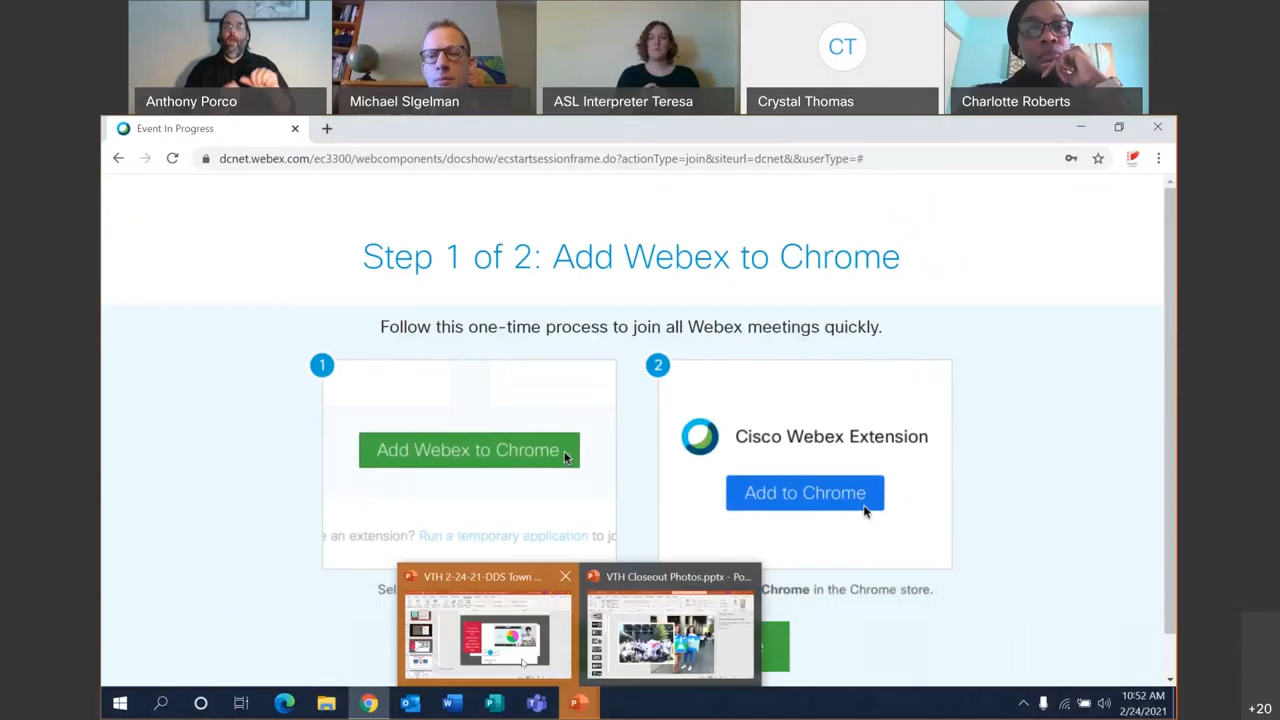 CT
Anthony Porco
Michael SIgelman
ASL Interpreter Teresa
Crystal Thomas
Charlotte Roberts
Event In Progress
dcnet.webex.com/ec3300/webcomponents/docshow/ecstartsessionframe.do?actionType=join&siteurl=dcnet&&userType=#
Step 1 of 2: Add Webex to Chrome
Follow this one-time process to join all Webex meetings quickly.
1
2
Add Webex to Chrome
Cisco Webex Extension
Add to Chrome
e an extension? Run a temporary application to jo
VTH 2-24-21-DDS Town ...
VTH Closeout Photos.pptx - Po...
Sel
Chrome in the Chrome store.
10:52 AM
2/24/2021
+20